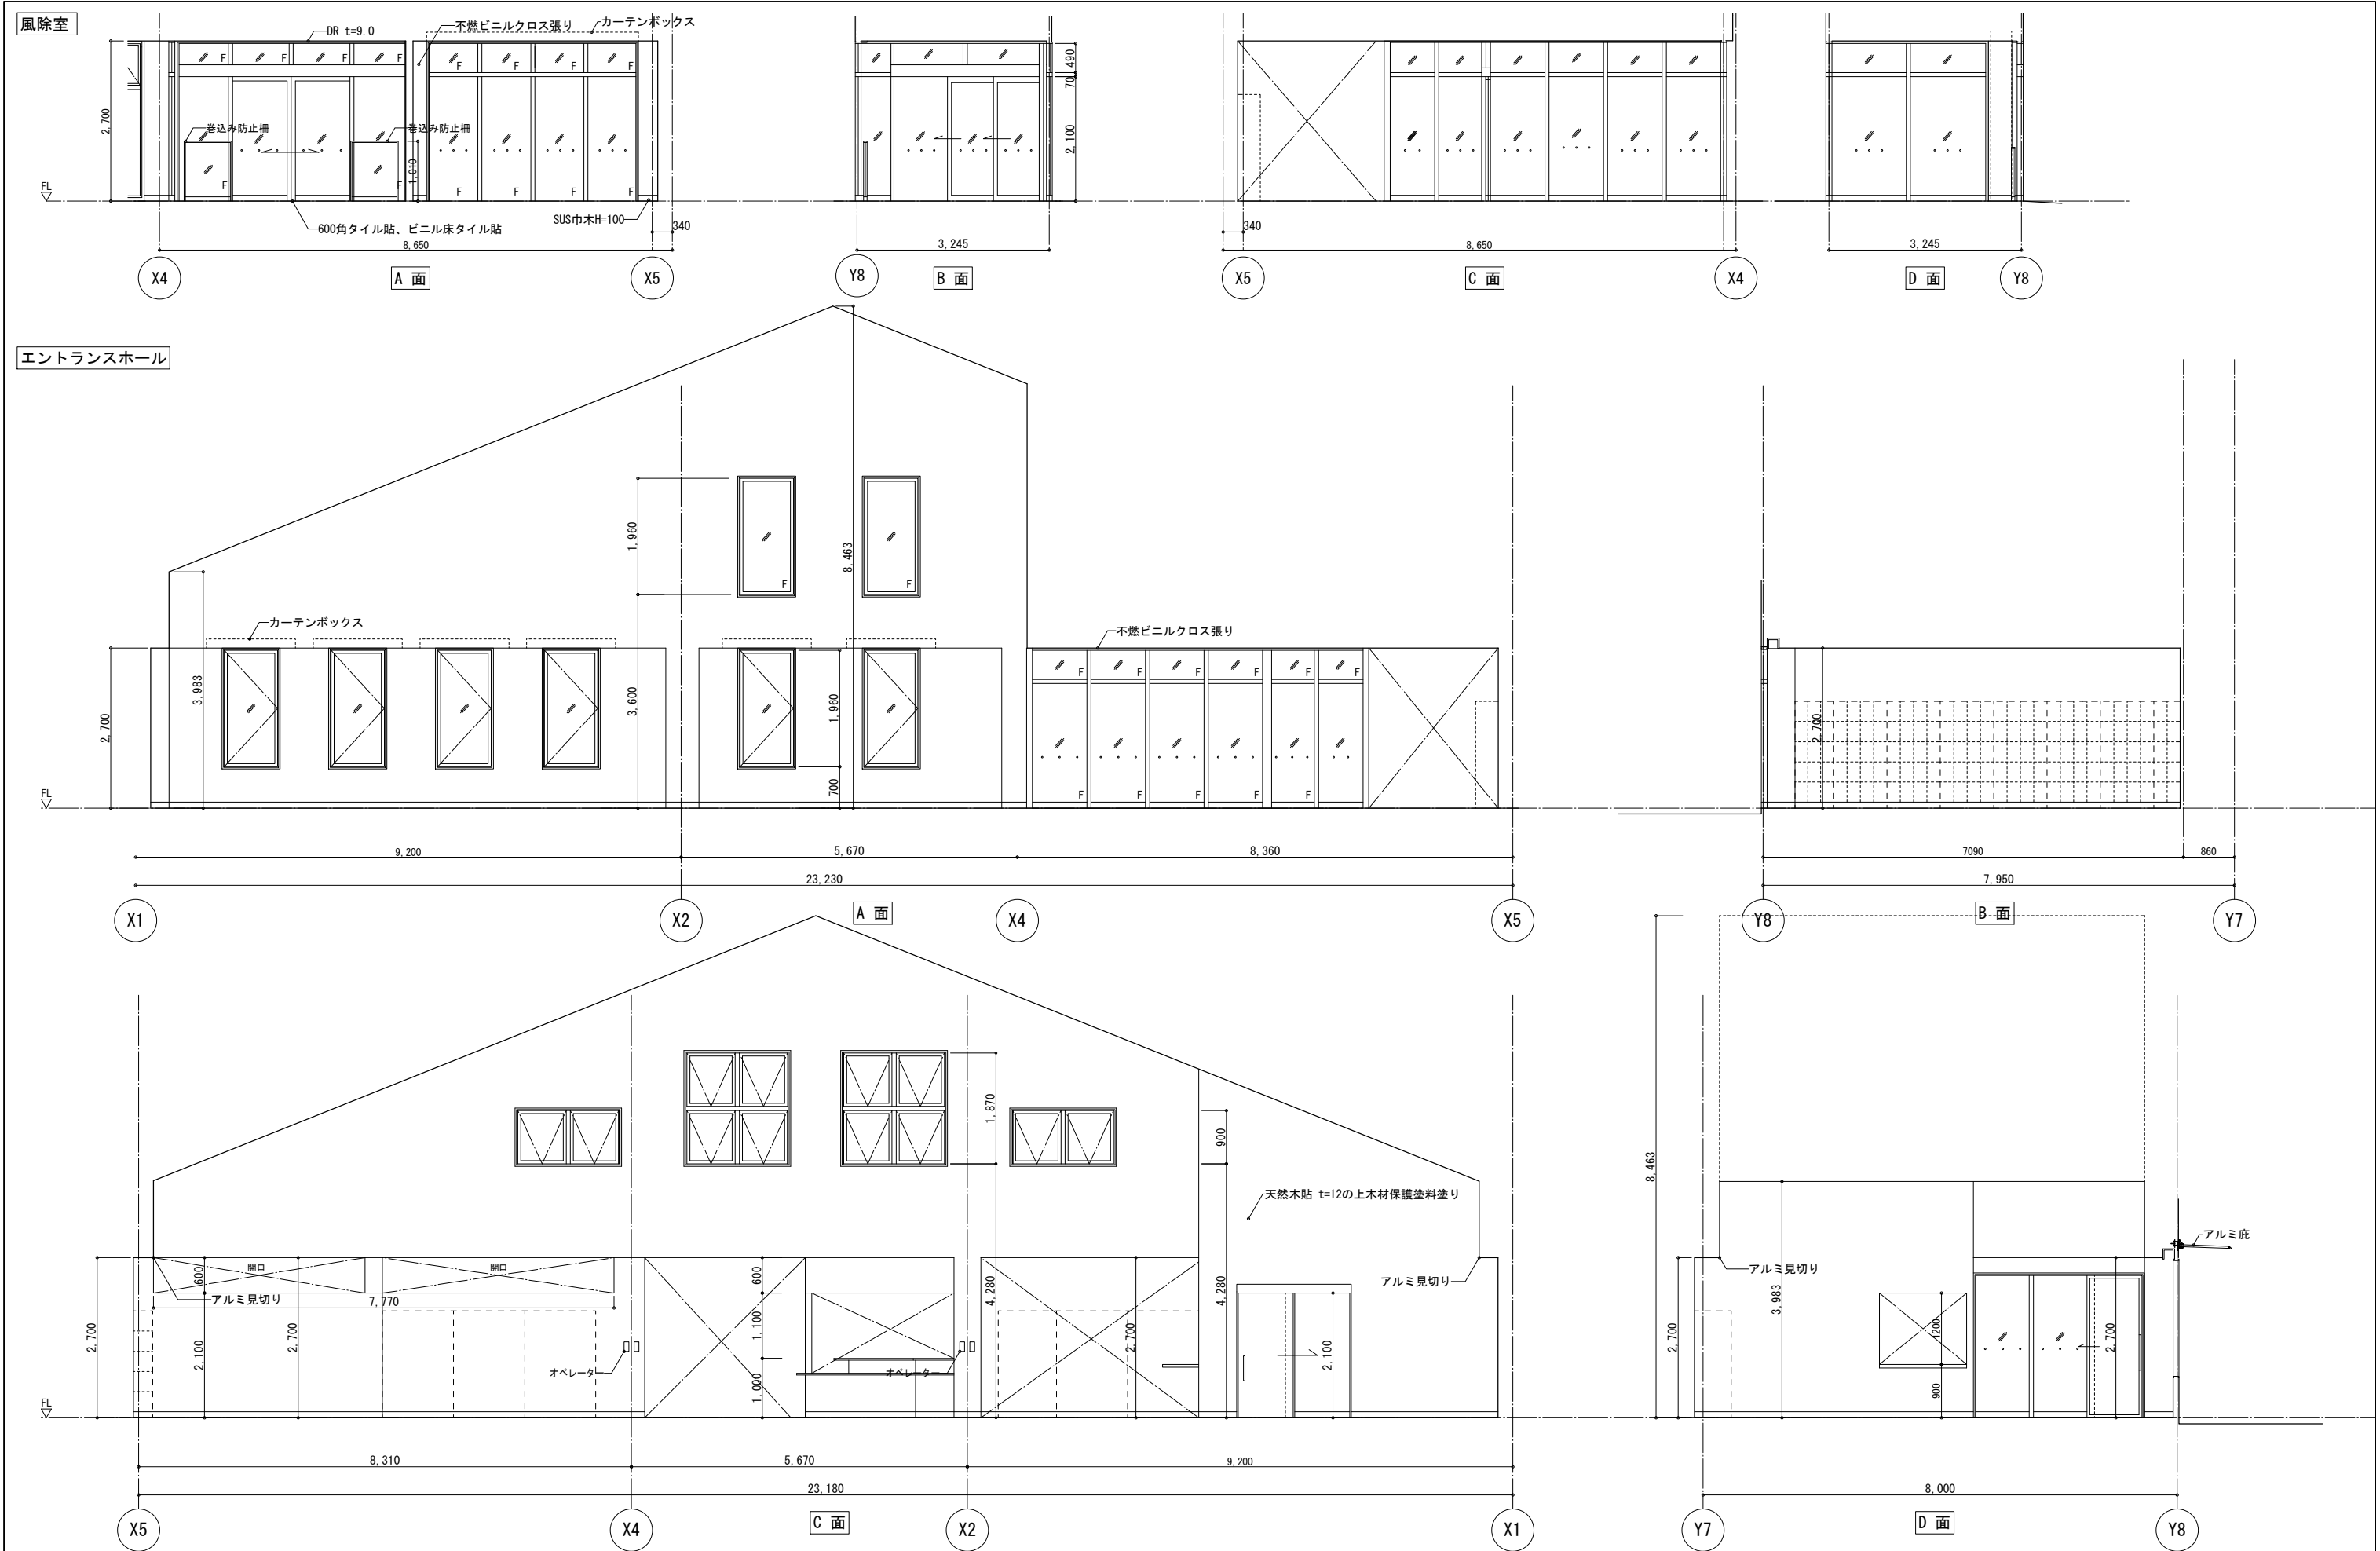 風除室
DR t=9.0
不燃ビニルクロス張り
カーテンボックス
F F F F
F F F F
2,700
巻込み防止柵
巻込み防止柵
1,010
F F
F F F F
FL
600角タイル貼、ビニル床タイル貼
SUS巾木H=100
340
8,650
X4
A 面
X5
490
70
2,100
3,245
Y8
B 面
340
8,650
X5
C 面
X4
3,245
D 面
Y8
エントランスホール
1,960
8,463
F F
カーテンボックス
不燃ビニルクロス張り
3,983
3,600
1,960
2,700
700
F F F F F F
F F F F F F
FL
2,700
9,200
5,670
8,360
23,230
X1
X2
A 面
X4
X5
7090
860
7,950
Y8
B 面
Y7
1,870
900
8,463
天然木貼 t=12の上木材保護塗料塗り
開口
開口
600
アルミ見切り
7,770
600
4,280
4,280
アルミ見切り
2,700
2,100
2,700
1,100
2,700
2,100
オペレーター
オペレーター
1,000
FL
アルミ庇
アルミ見切り
3,983
2,700
1200
2,700
900
8,310
5,670
9,200
23,180
X5
X4
C 面
X2
X1
8,000
Y7
D 面
Y8